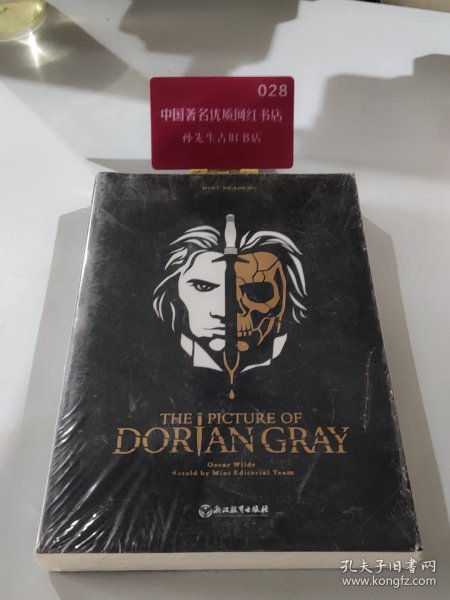 028
中国著名优质网红书店
孙先生古旧书店
MINT READERS
THE PICTURE OF
DORIAN GRAY
Oscar Wilde
Retold by Mint Editorial Team
浙江教育出版社
孔夫子旧书网
www.kongfz.com